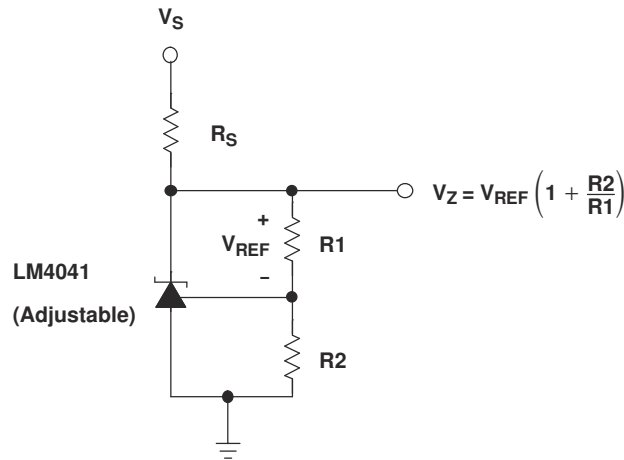 VS
RS
VZ = VREF (1 + R2/R1)
+
VREF
R1
–
LM4041
(Adjustable)
R2